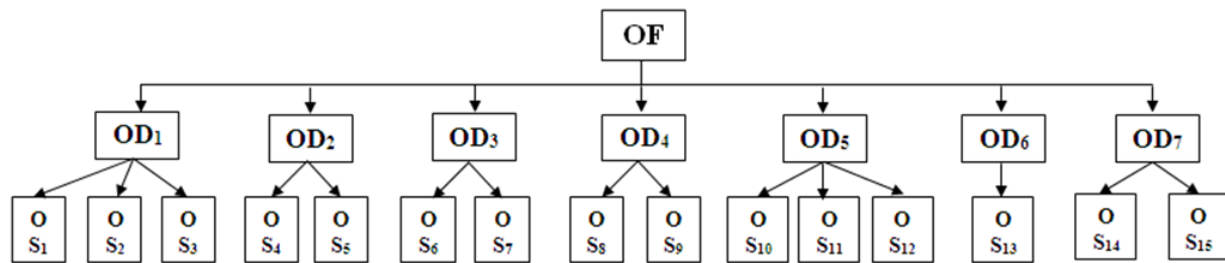 OF
OD₁ OD₂ OD₃ OD₄ OD₅ OD₆ OD₇
O O O O O O O O O O O O O O O
S₁ S₂ S₃ S₄ S₅ S₆ S₇ S₈ S₉ S₁₀ S₁₁ S₁₂ S₁₃ S₁₄ S₁₅